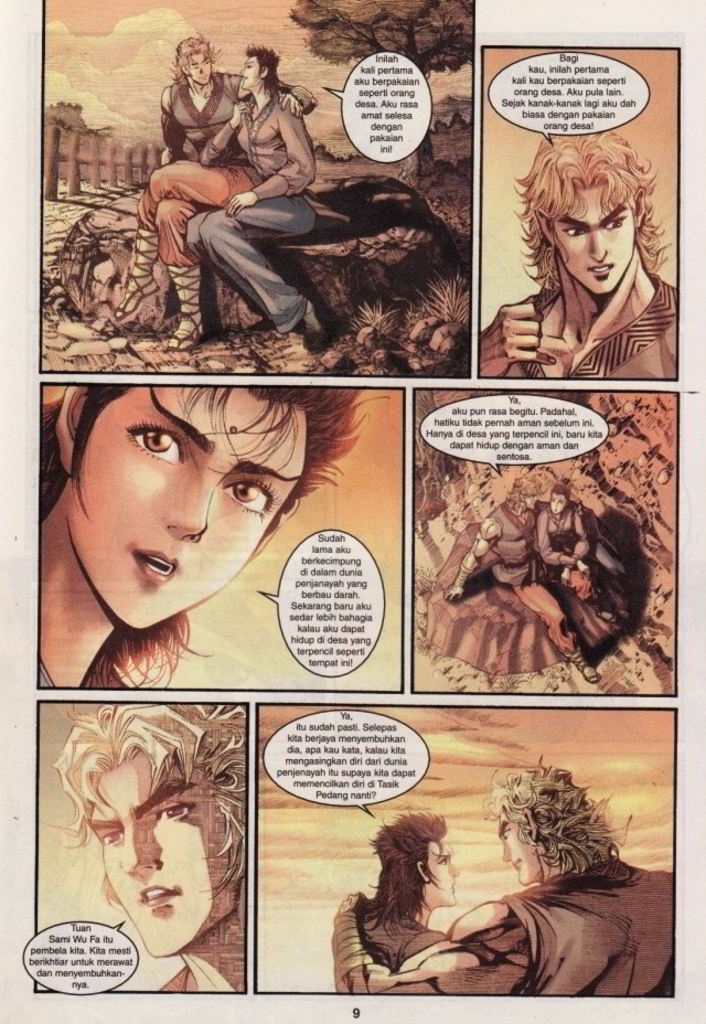 Inilah
kali pertama
aku berpakaian
seperti orang
desa. Aku rasa
amat selesa
dengan
pakaian
ini!
Bagi
kau, inilah pertama
kali kau berpakaian seperti
orang desa. Aku pula lain.
Sejak kanak-kanak lagi aku dah
biasa dengan pakaian
orang desa!
Sudah
lama aku
berkecimpung
di dalam dunia
penjanayah yang
berbau darah.
Sekarang baru aku
sedar lebih bahagia
kalau aku dapat
hidup di desa yang
terpencil seperti
tempat ini!
Ya,
aku pun rasa begitu. Padahal,
hatiku tidak pernah aman sebelum ini.
Hanya di desa yang terpencil ini, baru kita
dapat hidup dengan aman dan
sentosa.
Tuan
Sami Wu Fa itu
pembela kita. Kita mesti
berikhtiar untuk merawat
dan menyembuhkan-
nya.
Ya,
itu sudah pasti. Selepas
kita berjaya menyembuhkan
dia, apa kau kata, kalau kita
mengasingkan diri dari dunia
penjenayah itu supaya kita dapat
memencilkan diri di Tasik
Pedang nanti?
9